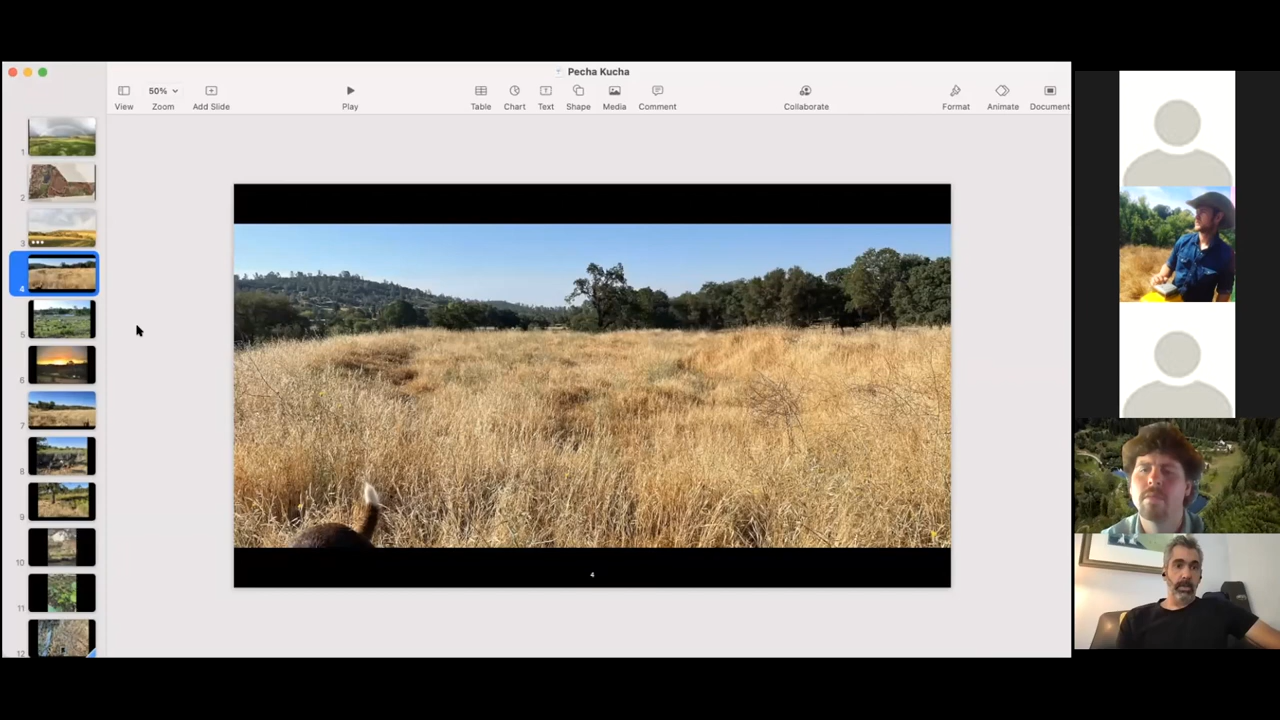 Pecha Kucha
50%
View
Zoom
Add Slide
Play
Table
Chart
Text
Shape
Media
Comment
Collaborate
Format
Animate
Document
1
2
3
4
5
6
7
8
9
10
11
12
4